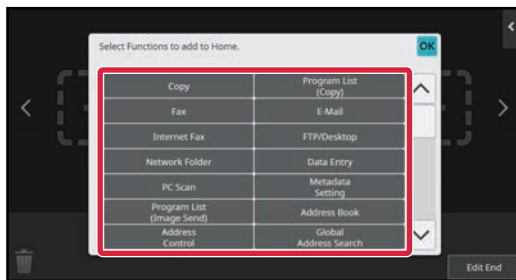 Select Functions to add to Home.
OK
Copy
Program List
(Copy)
Fax
E-Mail
Internet Fax
FTP/Desktop
Network Folder
Data Entry
PC Scan
Metadata
Setting
Program List
(Image Send)
Address Book
Address
Control
Global
Address Search
Edit End